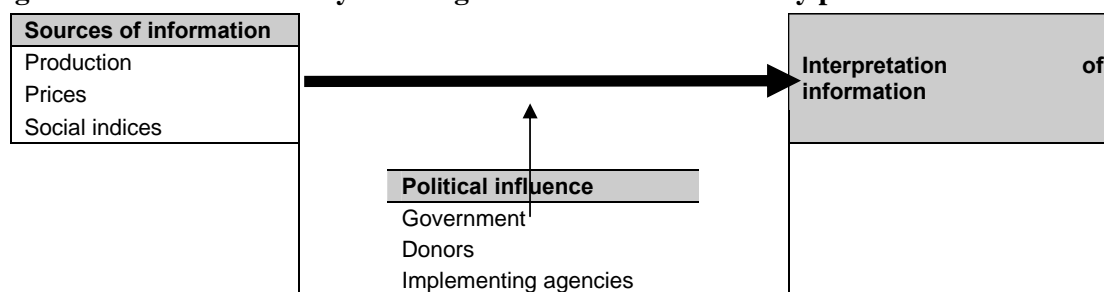 Sources of information
Production
Prices
Social indices
Interpretation of
information
Political influence
Government
Donors
Implementing agencies